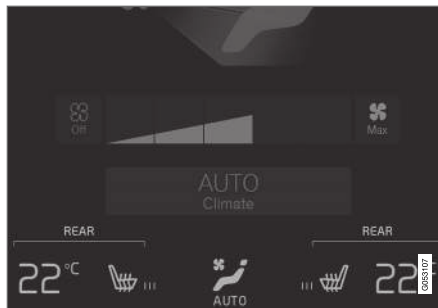 Off
Max
AUTO
Climate
REAR REAR
22°C 22°
AUTO
G053107